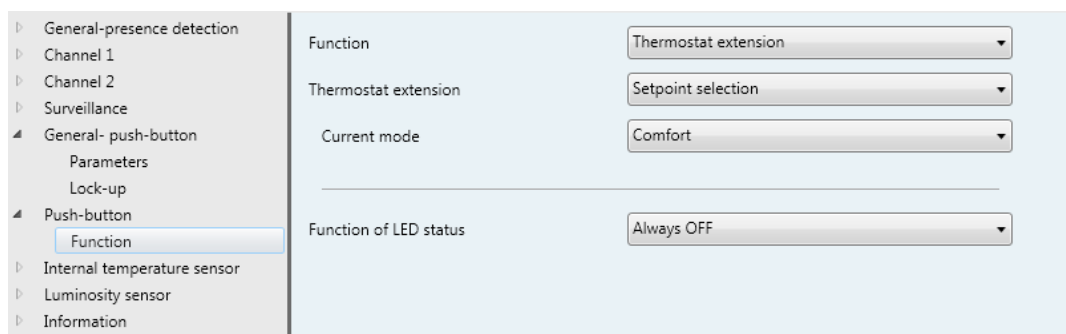 General-presence detection
Channel 1
Channel 2
Surveillance
General- push-button
Parameters
Lock-up
Push-button
Function
Internal temperature sensor
Luminosity sensor
Information
Function Thermostat extension
Thermostat extension Setpoint selection
Current mode Comfort
Function of LED status Always OFF